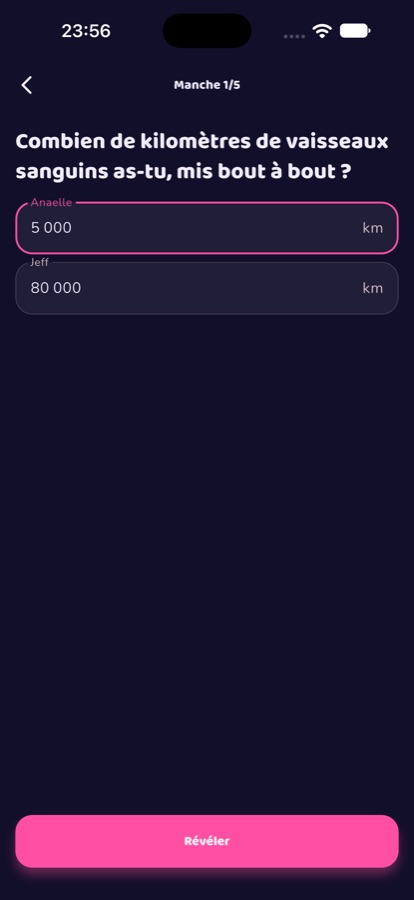 23:56
Manche 1/5
Combien de kilomètres de vaisseaux
sanguins as-tu, mis bout à bout ?
Anaelle
5 000 km
Jeff
80 000 km
Révéler